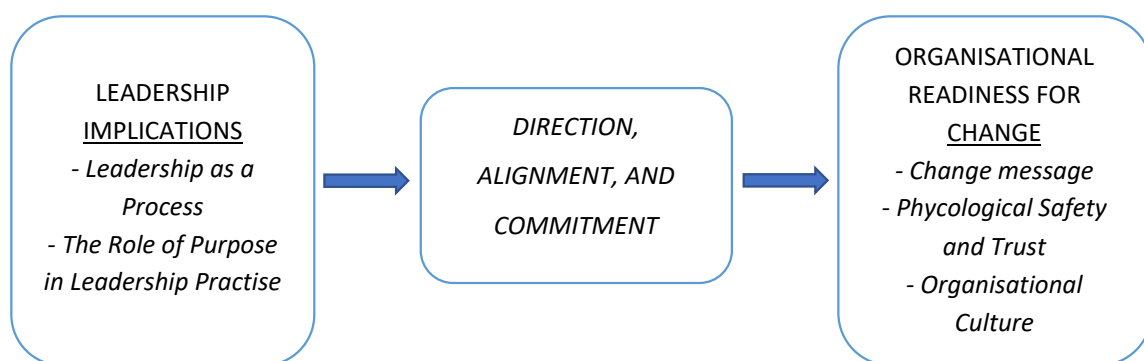 LEADERSHIP
IMPLICATIONS
- Leadership as a
Process
- The Role of Purpose
in Leadership Practise
DIRECTION,
ALIGNMENT, AND
COMMITMENT
ORGANISATIONAL
READINESS FOR
CHANGE
- Change message
- Phycological Safety
and Trust
- Organisational
Culture